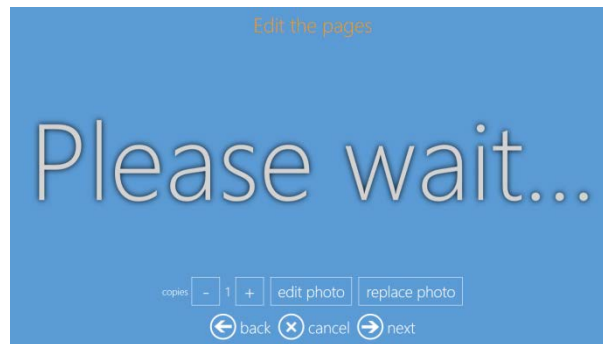 Edit the pages
Please wait...
copies - 1 + edit photo replace photo
back cancel next